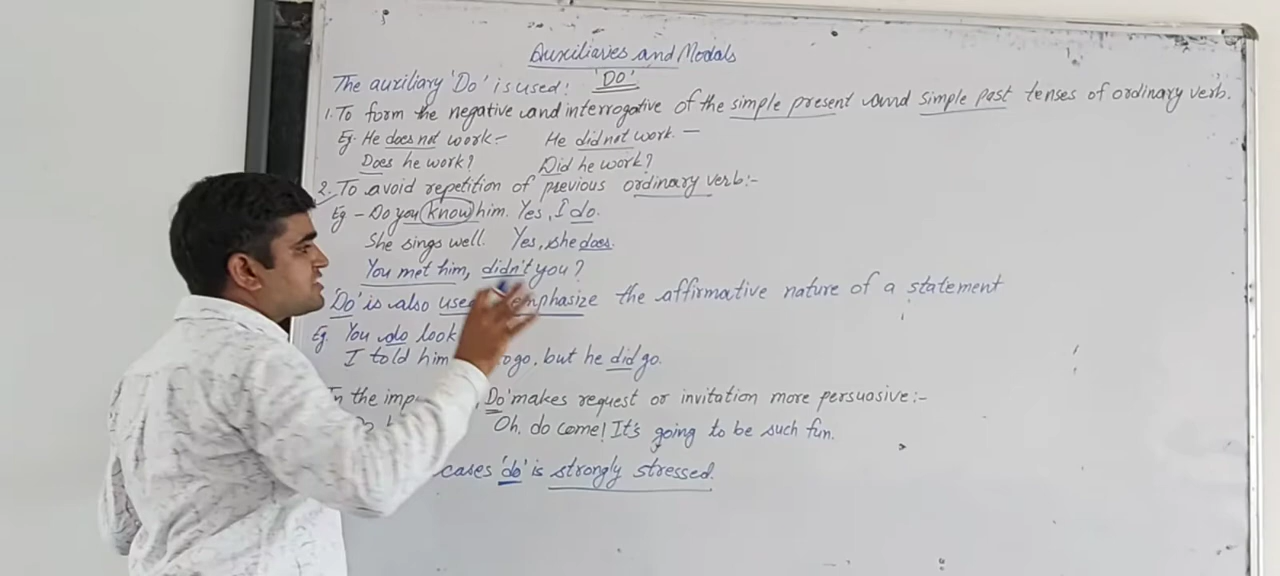 Auxiliaries and Modals
'DO'
The auxiliary 'Do' is used:
1. To form the negative and interrogative of the simple present and simple past tenses of ordinary verb.
Eg. He does not work - He did not work -
Does he work? Did he work?
2. To avoid repetition of previous ordinary verb:-
Eg - Do you know him. Yes, I do.
She sings well. Yes, she does.
You met him, didn't you?
'Do' is also used emphasize the affirmative nature of a statement
Eg. You do look
I told him go, but he did go.
In the 'Do' makes request or invitation more persuasive:-
Oh, do come! It's going to be such fun.
cases 'do' is strongly stressed.